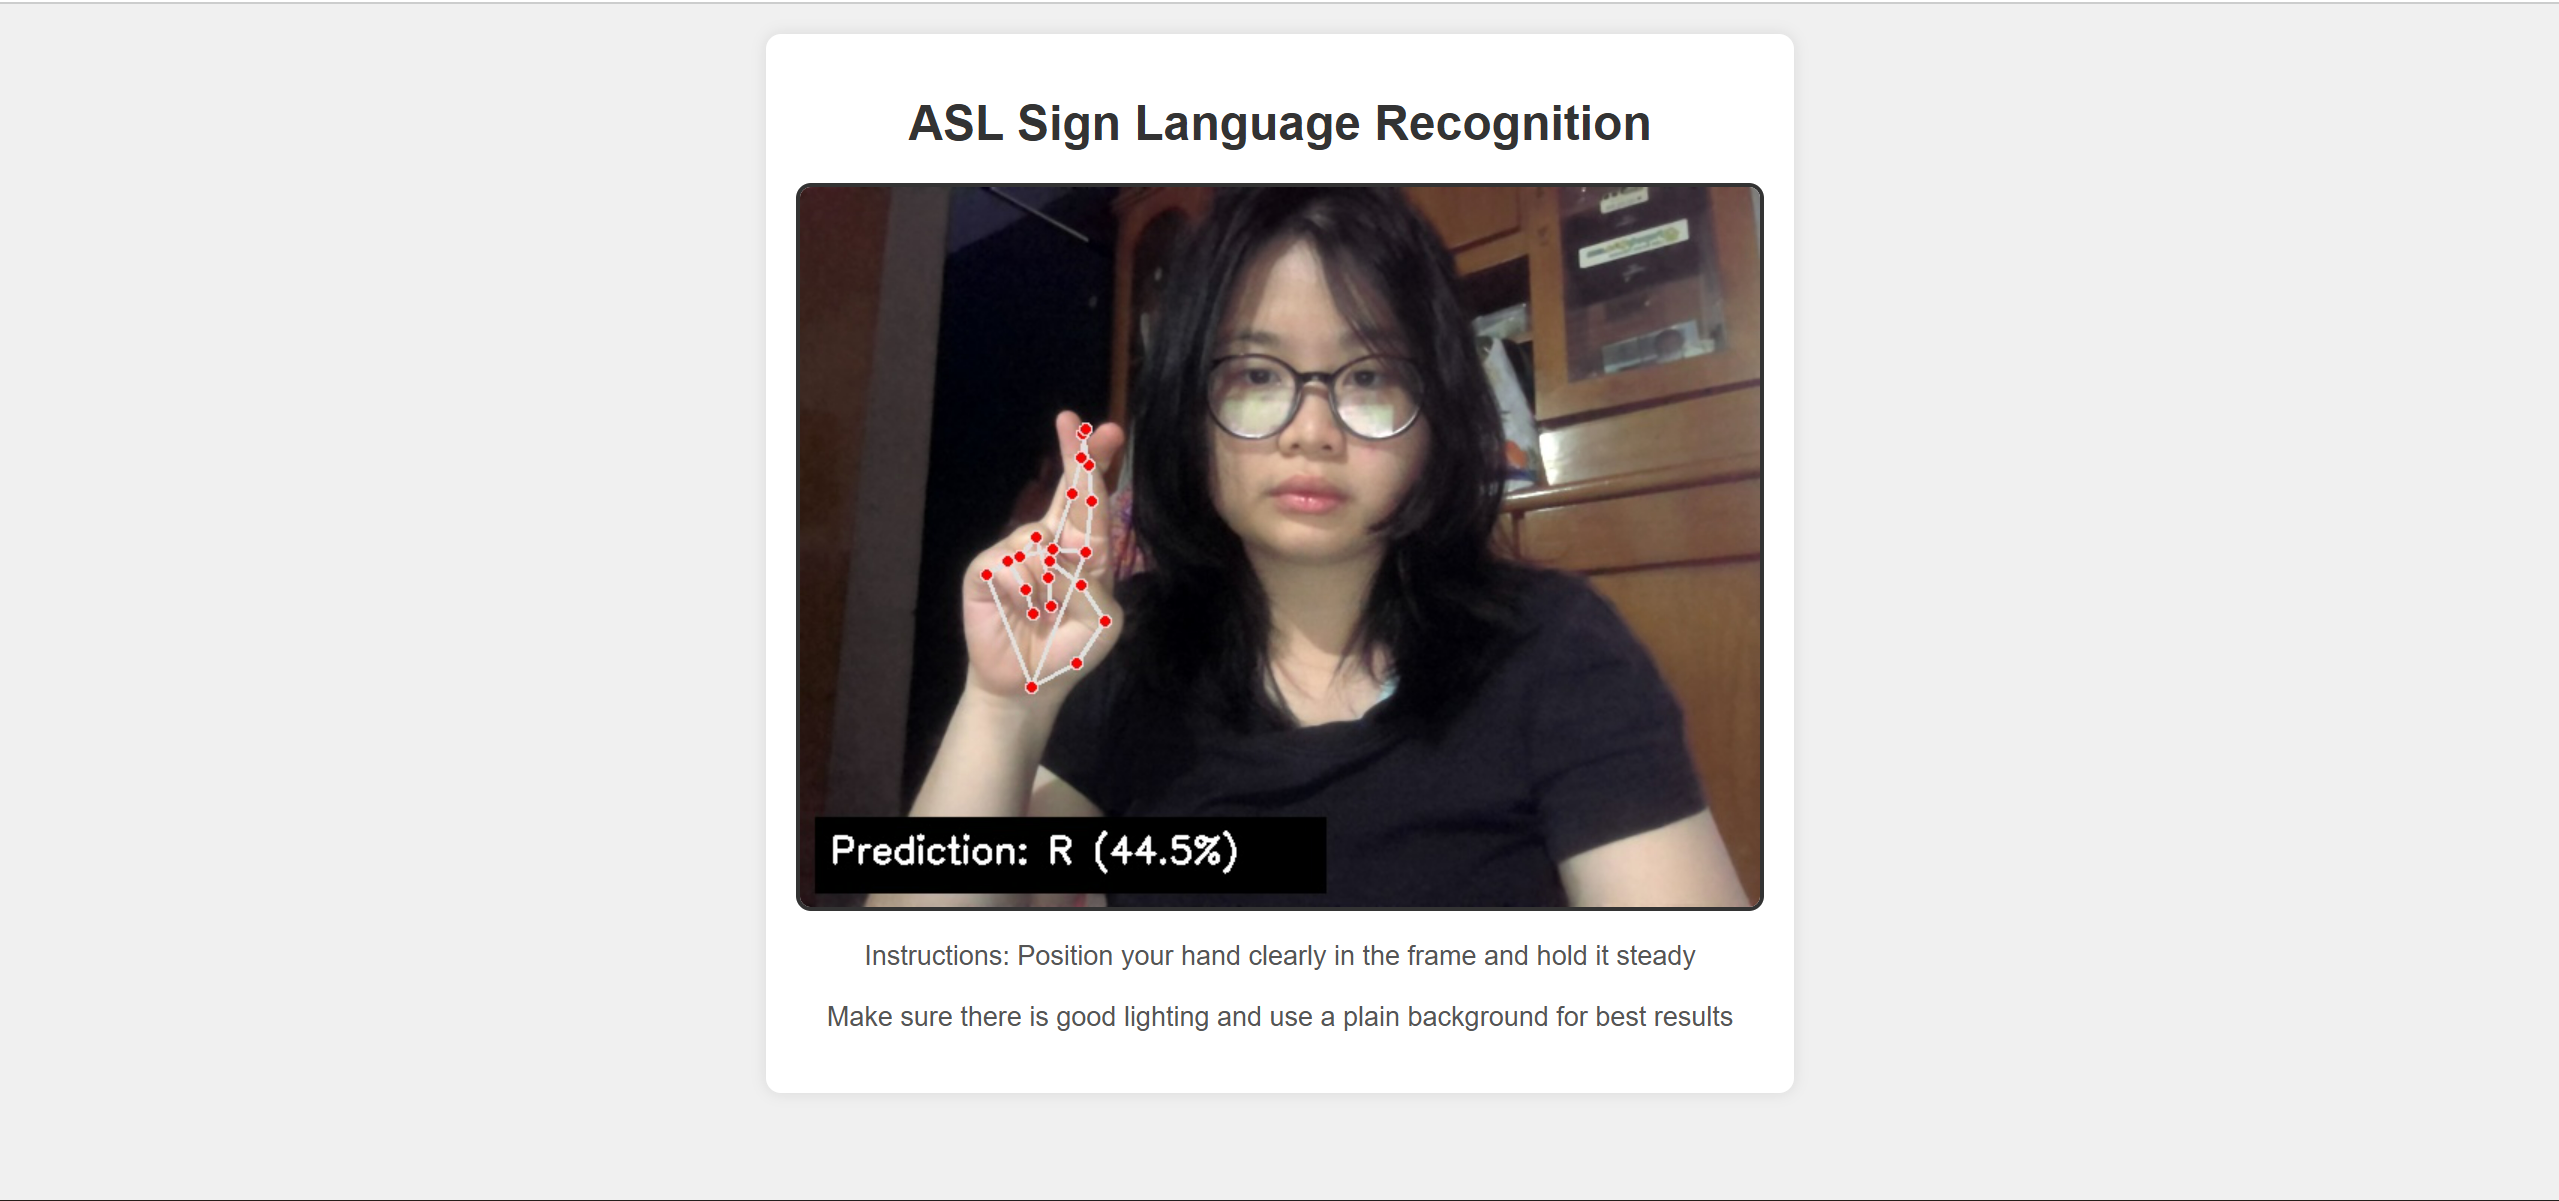 ASL Sign Language Recognition
Prediction: R (44.5%)
Instructions: Position your hand clearly in the frame and hold it steady
Make sure there is good lighting and use a plain background for best results